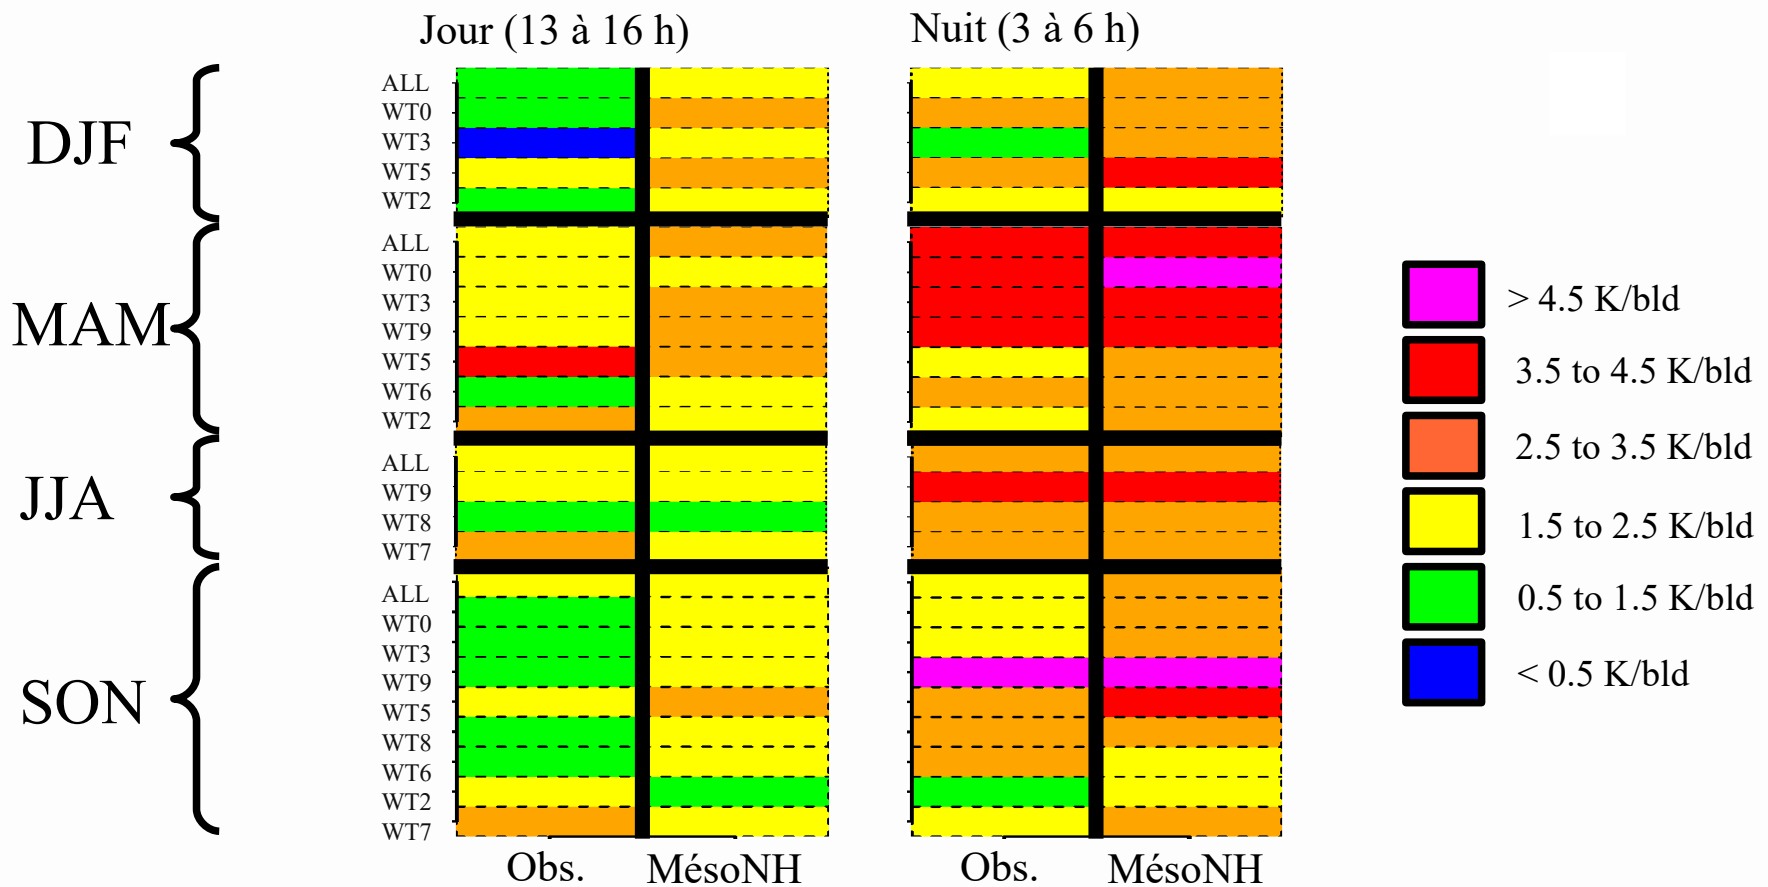 Jour (13 à 16 h)
Nuit (3 à 6 h)
DJF
ALL
WT0
WT3
WT5
WT2
MAM
ALL
WT0
WT3
WT9
WT5
WT6
WT2
JJA
ALL
WT9
WT8
WT7
SON
ALL
WT0
WT3
WT9
WT5
WT8
WT6
WT2
WT7
Obs.
MésoNH
Obs.
MésoNH
> 4.5 K/bld
3.5 to 4.5 K/bld
2.5 to 3.5 K/bld
1.5 to 2.5 K/bld
0.5 to 1.5 K/bld
< 0.5 K/bld